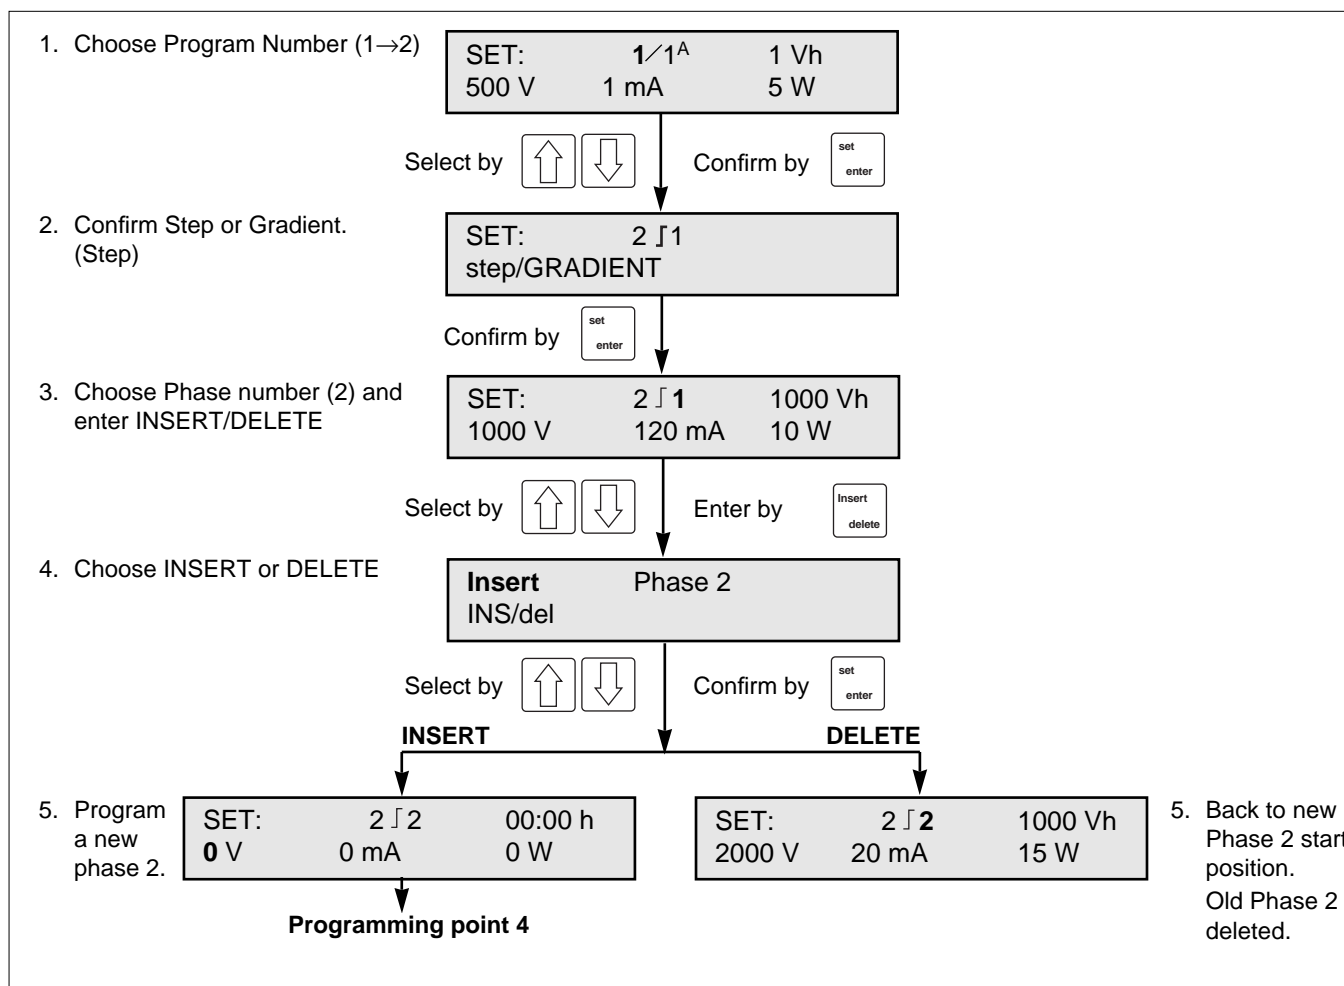 1. Choose Program Number (1→2)
SET: 1/1A 1 Vh
500 V 1 mA 5 W
Select by Confirm by set enter
2. Confirm Step or Gradient.
(Step)
SET: 2 ⌠1
step/GRADIENT
Confirm by set enter
3. Choose Phase number (2) and
enter INSERT/DELETE
SET: 2 ⌠ 1 1000 Vh
1000 V 120 mA 10 W
Select by Enter by Insert delete
4. Choose INSERT or DELETE
Insert Phase 2
INS/del
Select by Confirm by set enter
INSERT DELETE
5. Program
a new
phase 2.
SET: 2 ⌠ 2 00:00 h
0 V 0 mA 0 W
Programming point 4
SET: 2 ⌠ 2 1000 Vh
2000 V 20 mA 15 W
5. Back to new
Phase 2 start
position.
Old Phase 2
deleted.